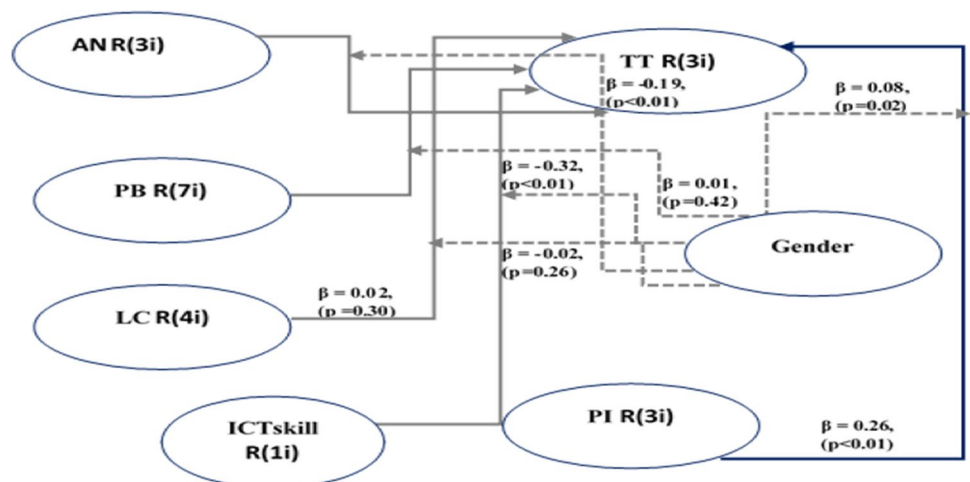 AN R(3i)
TT R(3i)
β = -0.19,
(p<0.01)
β = 0.08,
(p=0.02)
PB R(7i)
β = -0.32,
(p<0.01)
β = 0.01,
(p=0.42)
Gender
β = -0.02,
(p=0.26)
LC R(4i)
β = 0.02,
(p =0.30)
ICTskill
R(1i)
PI R(3i)
β = 0.26,
(p<0.01)